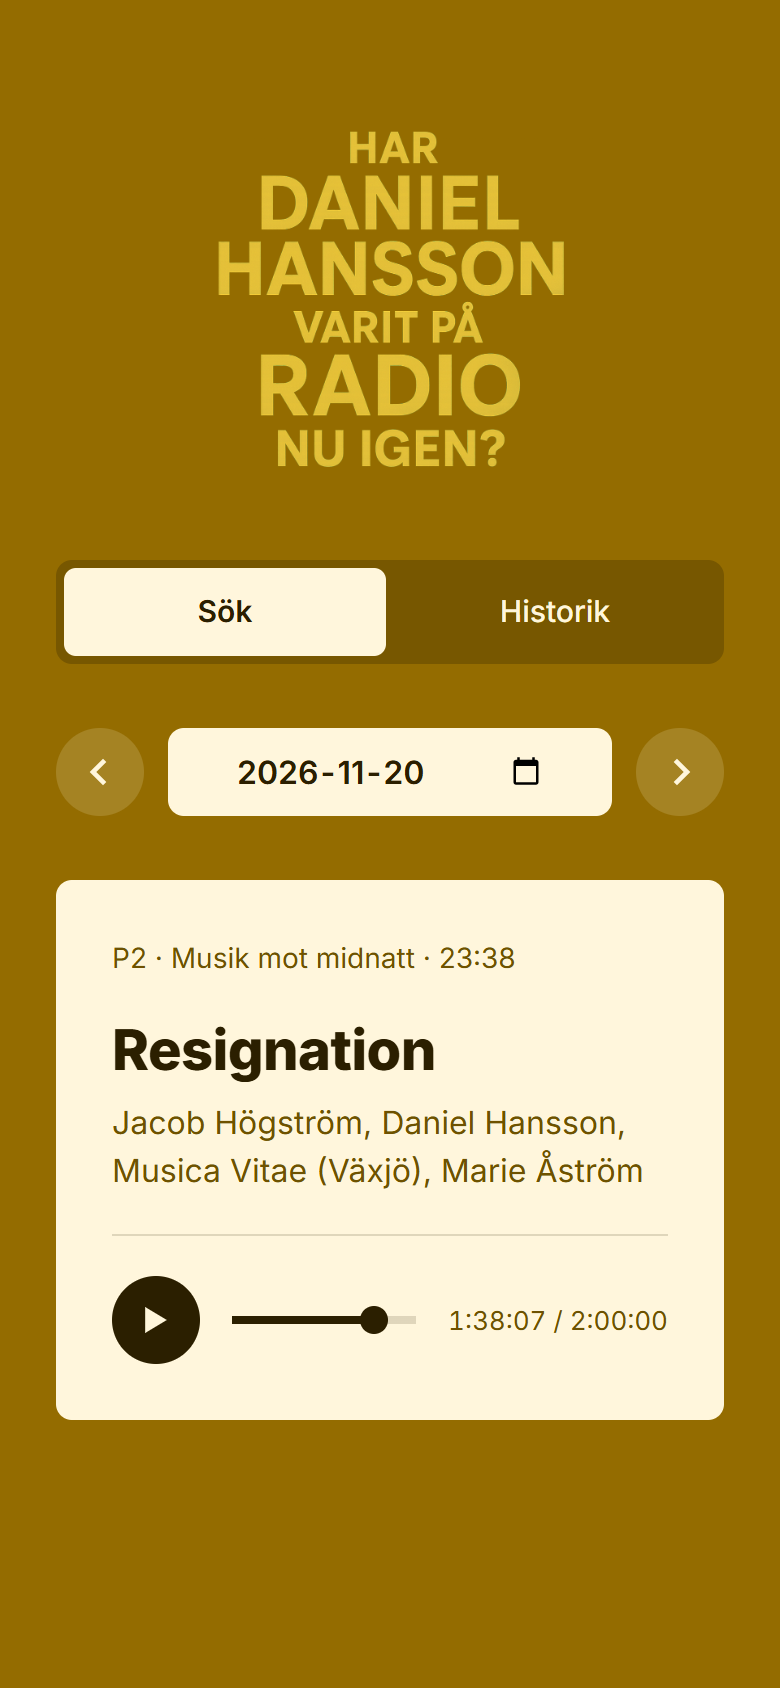 HAR
DANIEL
HANSSON
VARIT PÅ
RADIO
NU IGEN?
Sök
Historik
2026-11-20
P2 · Musik mot midnatt · 23:38
Resignation
Jacob Högström, Daniel Hansson,
Musica Vitae (Växjö), Marie Åström
1:38:07 / 2:00:00